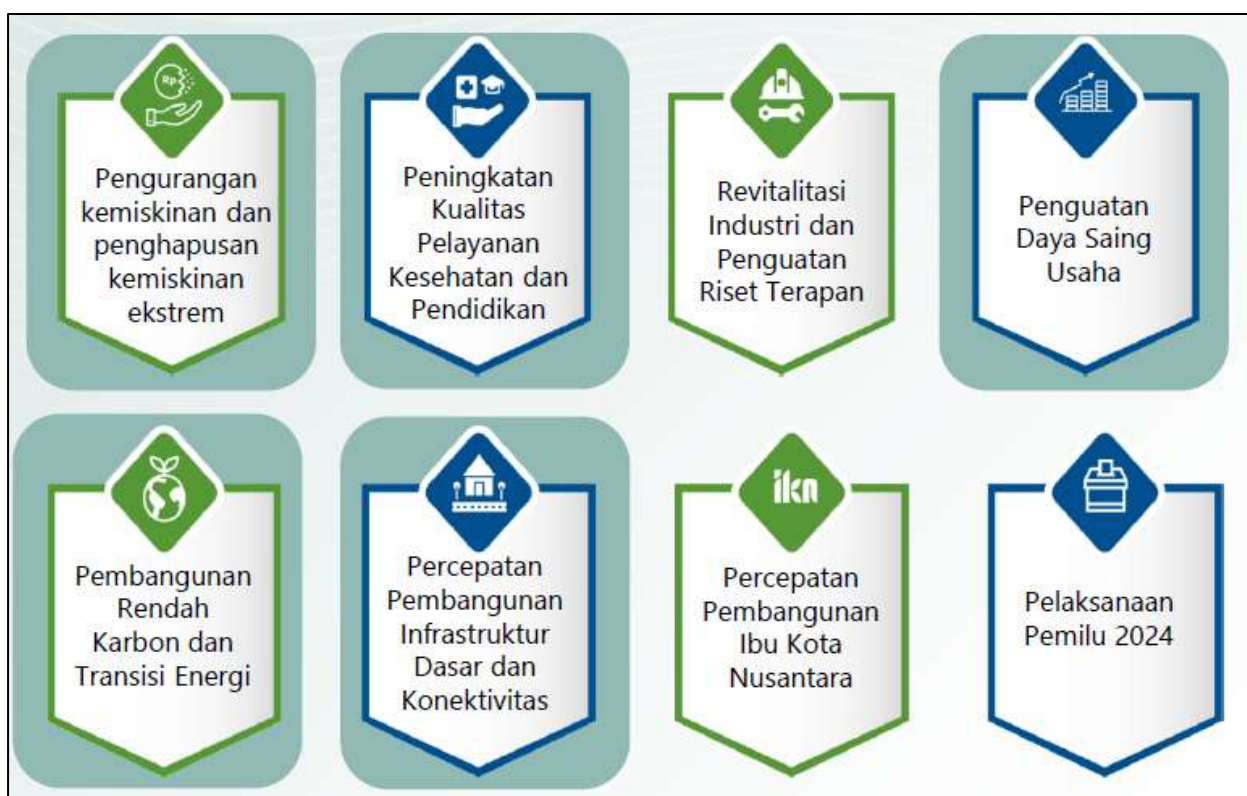 Rp
Pengurangan
kemiskinan dan
penghapusan
kemiskinan
ekstrem
Peningkatan
Kualitas
Pelayanan
Kesehatan dan
Pendidikan
Revitalitasi
Industri dan
Penguatan
Riset Terapan
Penguatan
Daya Saing
Usaha
Pembangunan
Rendah
Karbon dan
Transisi Energi
Percepatan
Pembangunan
Infrastruktur
Dasar dan
Konektivitas
ikn
Percepatan
Pembangunan
Ibu Kota
Nusantara
Pelaksanaan
Pemilu 2024